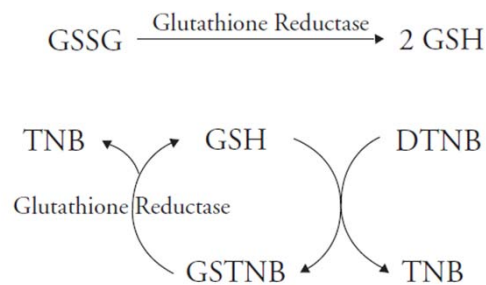 Glutathione Reductase
GSSG 2 GSH
TNB GSH DTNB
Glutathione Reductase
GSTNB TNB